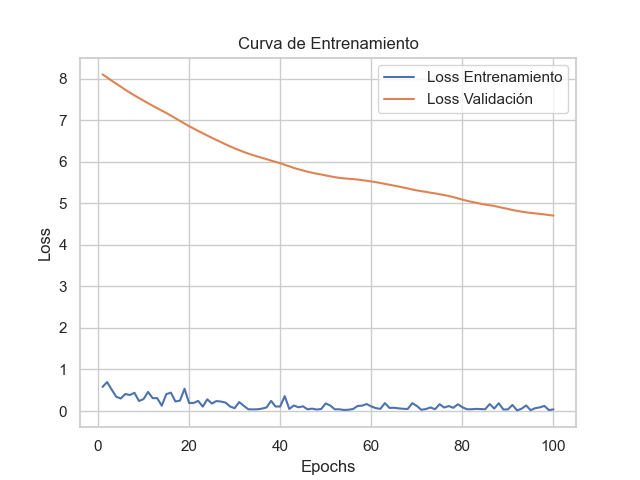 Curva de Entrenamiento
Loss Entrenamiento
Loss Validación
8
7
6
5
4
3
2
1
0
Loss
0 20 40 60 80 100
Epochs